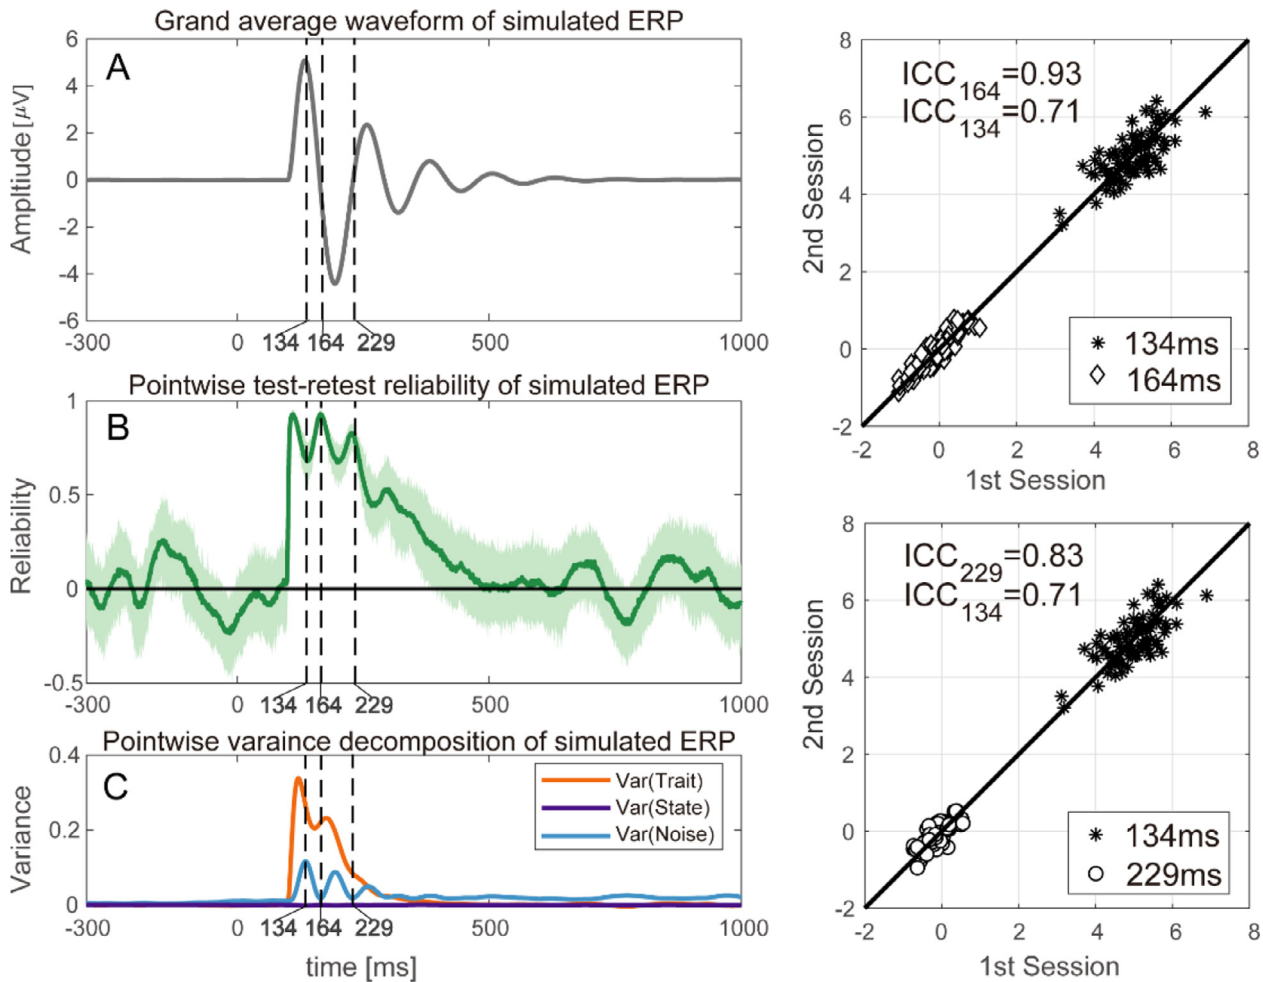 Grand average waveform of simulated ERP
A
Ampltiude [μV]
6
4
2
0
-2
-4
-6
-300
0
134
164
229
500
1000
Pointwise test-retest reliability of simulated ERP
B
Reliability
1
0.5
0
-0.5
-300
0
134
164
229
500
1000
Pointwise varaince decomposition of simulated ERP
C
Variance
0.4
0.2
0
Var(Trait)
Var(State)
Var(Noise)
-300
0
134
164
229
500
1000
time [ms]
ICC164=0.93
ICC134=0.71
2nd Session
8
6
4
2
0
-2
134ms
164ms
-2
0
2
4
6
8
1st Session
ICC229=0.83
ICC134=0.71
2nd Session
8
6
4
2
0
-2
134ms
229ms
-2
0
2
4
6
8
1st Session